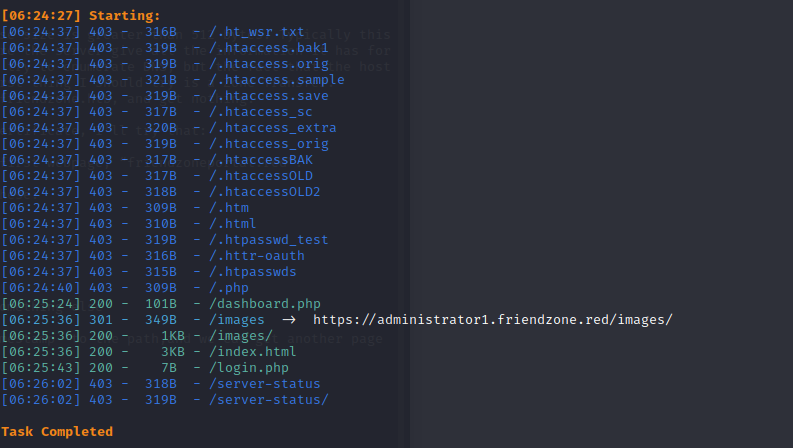 [06:24:27] Starting:
[06:24:37] 403 -   316B  - /.ht_wsr.txt
[06:24:37] 403 -   319B  - /.htaccess.bak1
[06:24:37] 403 -   319B  - /.htaccess.orig
[06:24:37] 403 -   321B  - /.htaccess.sample
[06:24:37] 403 -   319B  - /.htaccess.save
[06:24:37] 403 -   317B  - /.htaccess_sc
[06:24:37] 403 -   320B  - /.htaccess_extra
[06:24:37] 403 -   319B  - /.htaccess_orig
[06:24:37] 403 -   317B  - /.htaccessBAK
[06:24:37] 403 -   317B  - /.htaccessOLD
[06:24:37] 403 -   318B  - /.htaccessOLD2
[06:24:37] 403 -   309B  - /.htm
[06:24:37] 403 -   310B  - /.html
[06:24:37] 403 -   319B  - /.htpasswd_test
[06:24:37] 403 -   316B  - /.httr-oauth
[06:24:37] 403 -   315B  - /.htpasswds
[06:24:40] 403 -   309B  - /.php
[06:25:24] 200 -   101B  - /dashboard.php
[06:25:36] 301 -   349B  - /images  ->  https://administrator1.friendzone.red/images/
[06:25:36] 200 -     1KB - /images/
[06:25:36] 200 -     3KB - /index.html
[06:25:43] 200 -     7B  - /login.php
[06:26:02] 403 -   318B  - /server-status
[06:26:02] 403 -   319B  - /server-status/
Task Completed